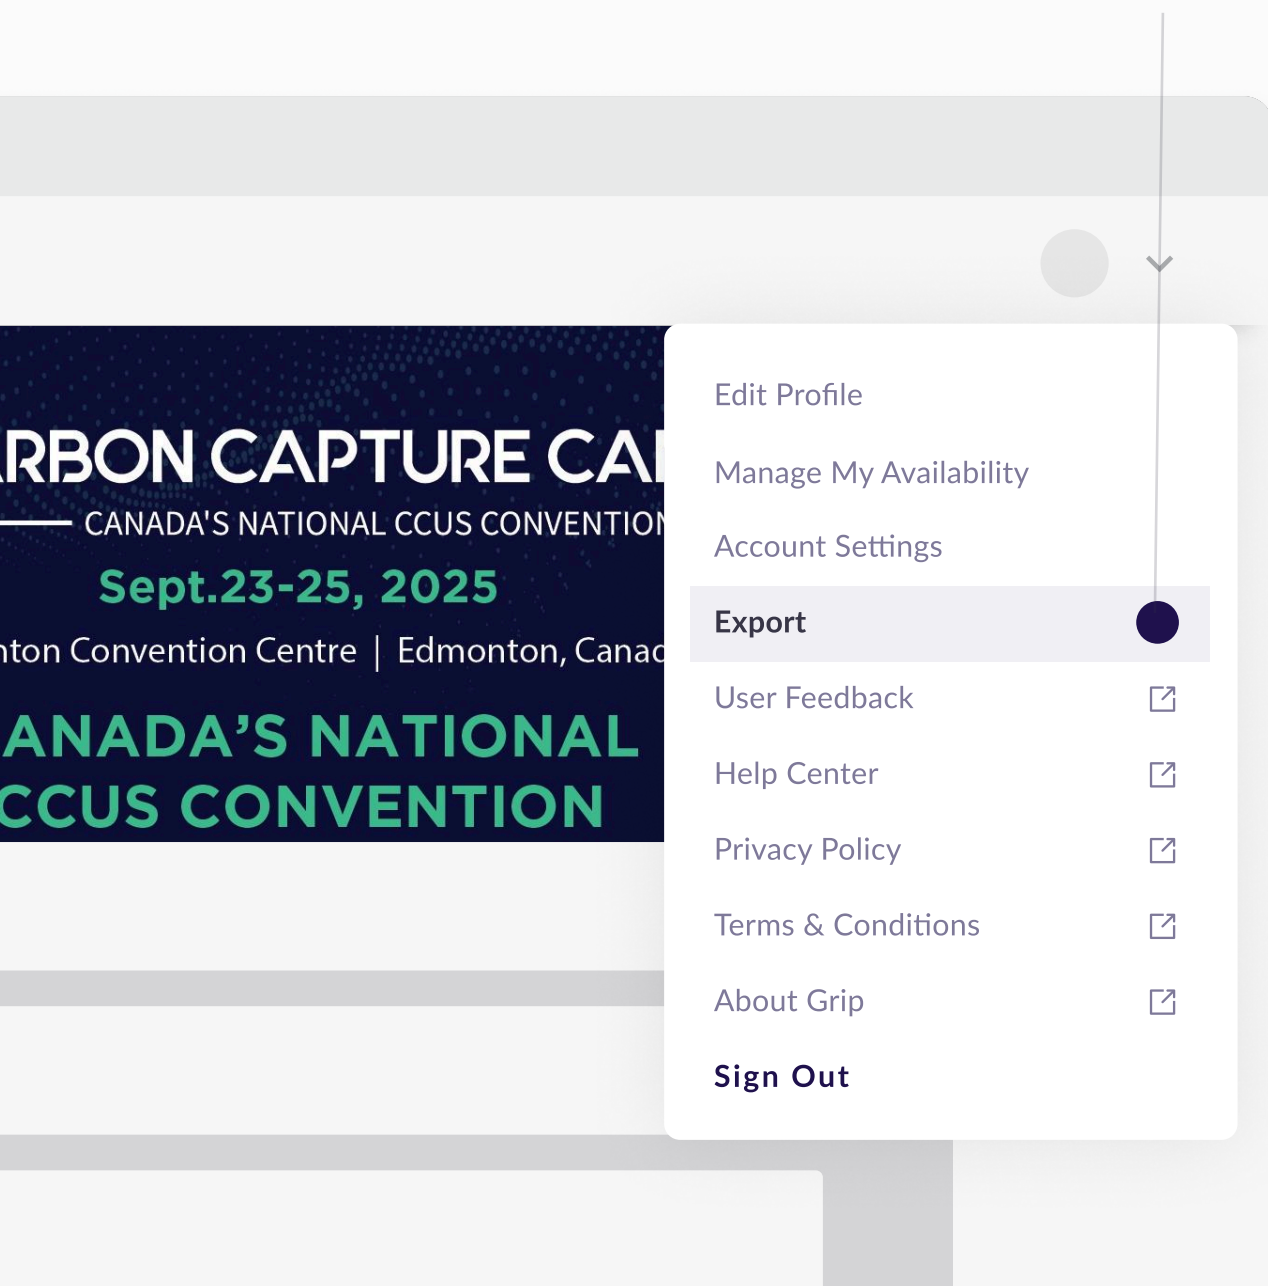 RBON CAPTURE CA
CANADA'S NATIONAL CCUS CONVENTION
Sept.23-25, 2025
nton Convention Centre | Edmonton, Canad
ANADA’S NATIONAL
CCUS CONVENTION
Edit Profile
Manage My Availability
Account Settings
Export
User Feedback
Help Center
Privacy Policy
Terms & Conditions
About Grip
Sign Out